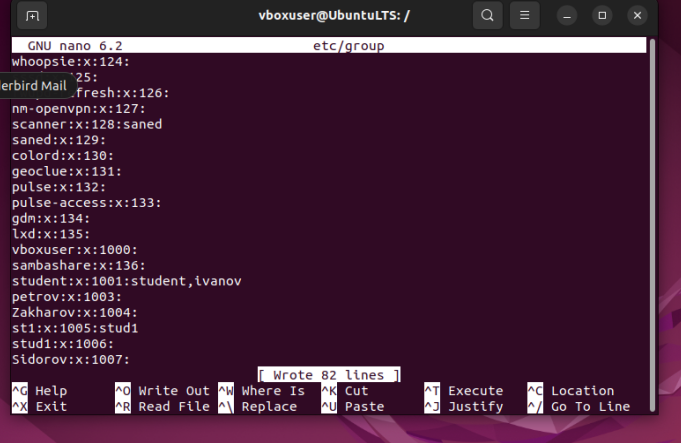 vboxuser@UbuntuLTS: /
GNU nano 6.2 etc/group
whoopsie:x:124:
erbird Mail
fresh:x:126:
nm-openvpn:x:127:
scanner:x:128:saned
saned:x:129:
colord:x:130:
geoclue:x:131:
pulse:x:132:
pulse-access:x:133:
gdm:x:134:
lxd:x:135:
vboxuser:x:1000:
sambashare:x:136:
student:x:1001:student,ivanov
petrov:x:1003:
Zakharov:x:1004:
st1:x:1005:stud1
stud1:x:1006:
Sidorov:x:1007:
[ Wrote 82 lines ]
^G Help ^O Write Out ^W Where Is ^K Cut ^T Execute ^C Location
^X Exit ^R Read File ^\ Replace ^U Paste ^J Justify ^/ Go To Line